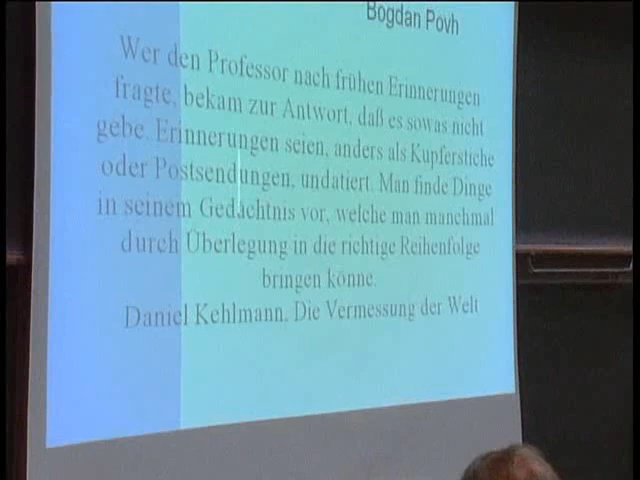 Bogdan Povh
Wer den Professor nach frühen Erinnerungen
fragte, bekam zur Antwort, daß es sowas nicht
gebe. Erinnerungen seien, anders als Kupferstiche
oder Postsendungen, undatiert. Man finde Dinge
in seinem Gedächtnis vor, welche man manchmal
durch Überlegung in die richtige Reihenfolge
bringen könne.
Daniel Kehlmann, Die Vermessung der Welt